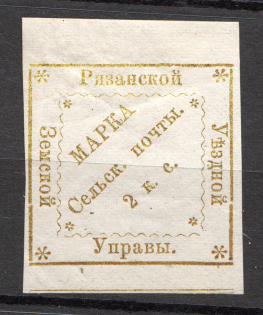 Рязанской
Уѣздной
Земской
Управы.
МАРКА
Сельск. почты.
2 к. с.